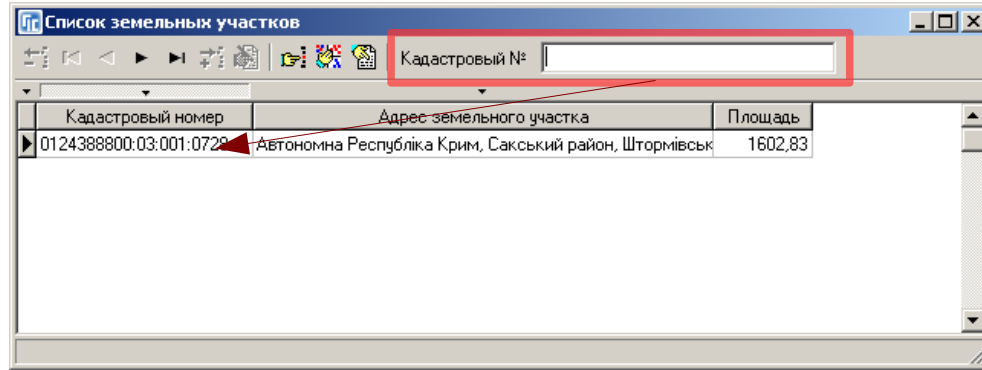 Список земельных участков
Кадастровый №
Кадастровый номер Адрес земельного участка Площадь
0124388800:03:001:0729 Автономна Республіка Крим, Сакський район, Штормівськ 1602,83